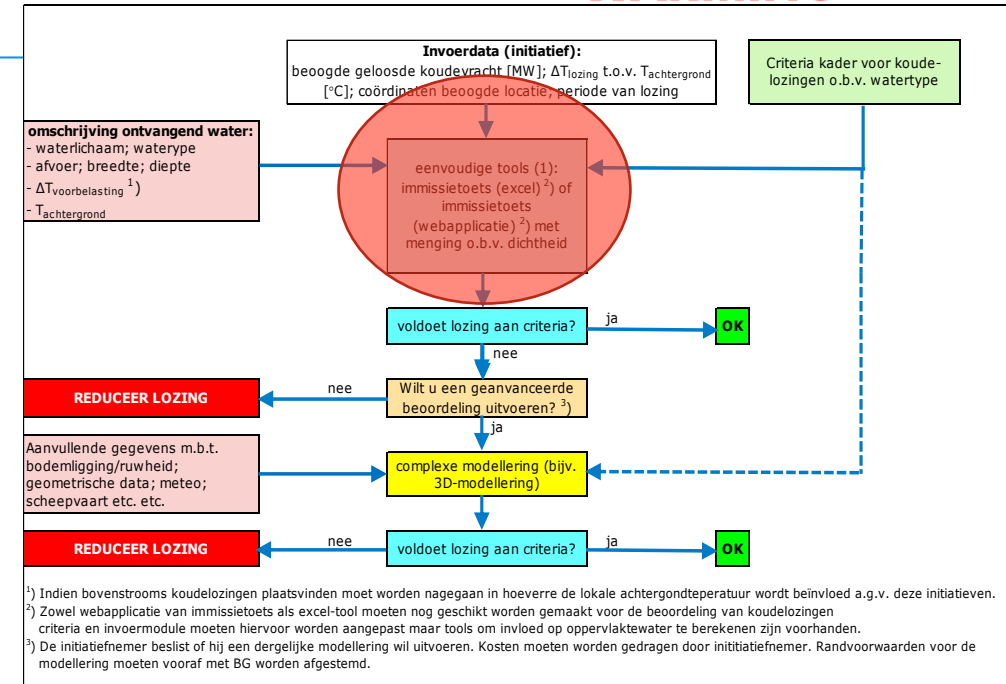 Invoerdata (initiatief):
beoogde geloosde koudevracht [MW]; ΔTlozing t.o.v. Tachtergrond
[°C]; coördinaten beoogde locatie; periode van lozing
Criteria kader voor koude-
lozingen o.b.v. watertype
omschrijving ontvangend water:
- waterlichaam; waterype
- afvoer; breedte; diepte
- ΔTvoorbelasting 1)
- Tachtergrond
eenvoudige tools (1):
immissietoets (excel) 2) of
immissietoets
(webapplicatie) 2) met
menging o.b.v. dichtheid
voldoet lozing aan criteria?
ja
OK
nee
REDUCEER LOZING
nee
Wilt u een geanvanceerde
beoordeling uitvoeren? 3)
ja
Aanvullende gegevens m.b.t.
bodemligging/ruwheid;
geometrische data; meteo;
scheepvaart etc. etc.
complexe modellering (bijv.
3D-modellering)
REDUCEER LOZING
nee
voldoet lozing aan criteria?
ja
OK
1) Indien bovenstrooms koudelozingen plaatsvinden moet worden nagegaan in hoeverre de lokale achtergondteperatuur wordt beïnvloed a.g.v. deze initiatieven.
2) Zowel webapplicatie van immissietoets als excel-tool moeten nog geschikt worden gemaakt voor de beoordeling van koudelozingen
criteria en invoermodule moeten hiervoor worden aangepast maar tools om invloed op oppervlaktewater te berekenen zijn voorhanden.
3) De initiatiefnemer beslist of hij een dergelijke modellering wil uitvoeren. Kosten moeten worden gedragen door inititiatiefnemer. Randvoorwaarden voor de
modellering moeten vooraf met BG worden afgestemd.